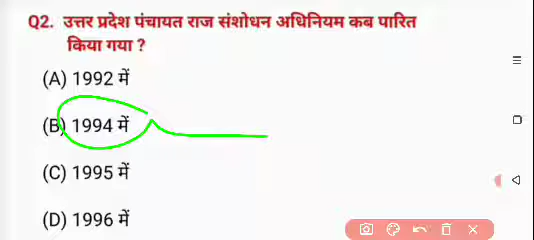 Q2. उत्तर प्रदेश पंचायत राज संशोधन अधिनियम कब पारित
किया गया ?
(A) 1992 में
(B) 1994 में
(C) 1995 में
(D) 1996 में